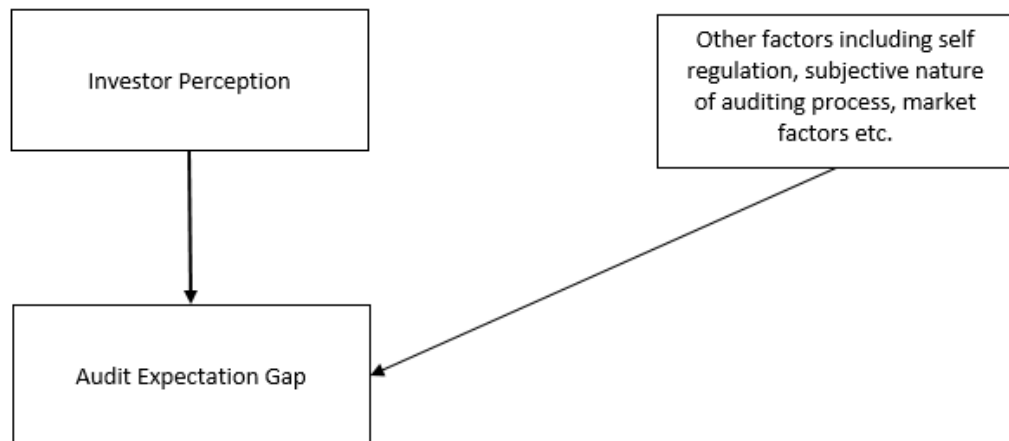 Investor Perception
Other factors including self
regulation, subjective nature
of auditing process, market
factors etc.
Audit Expectation Gap